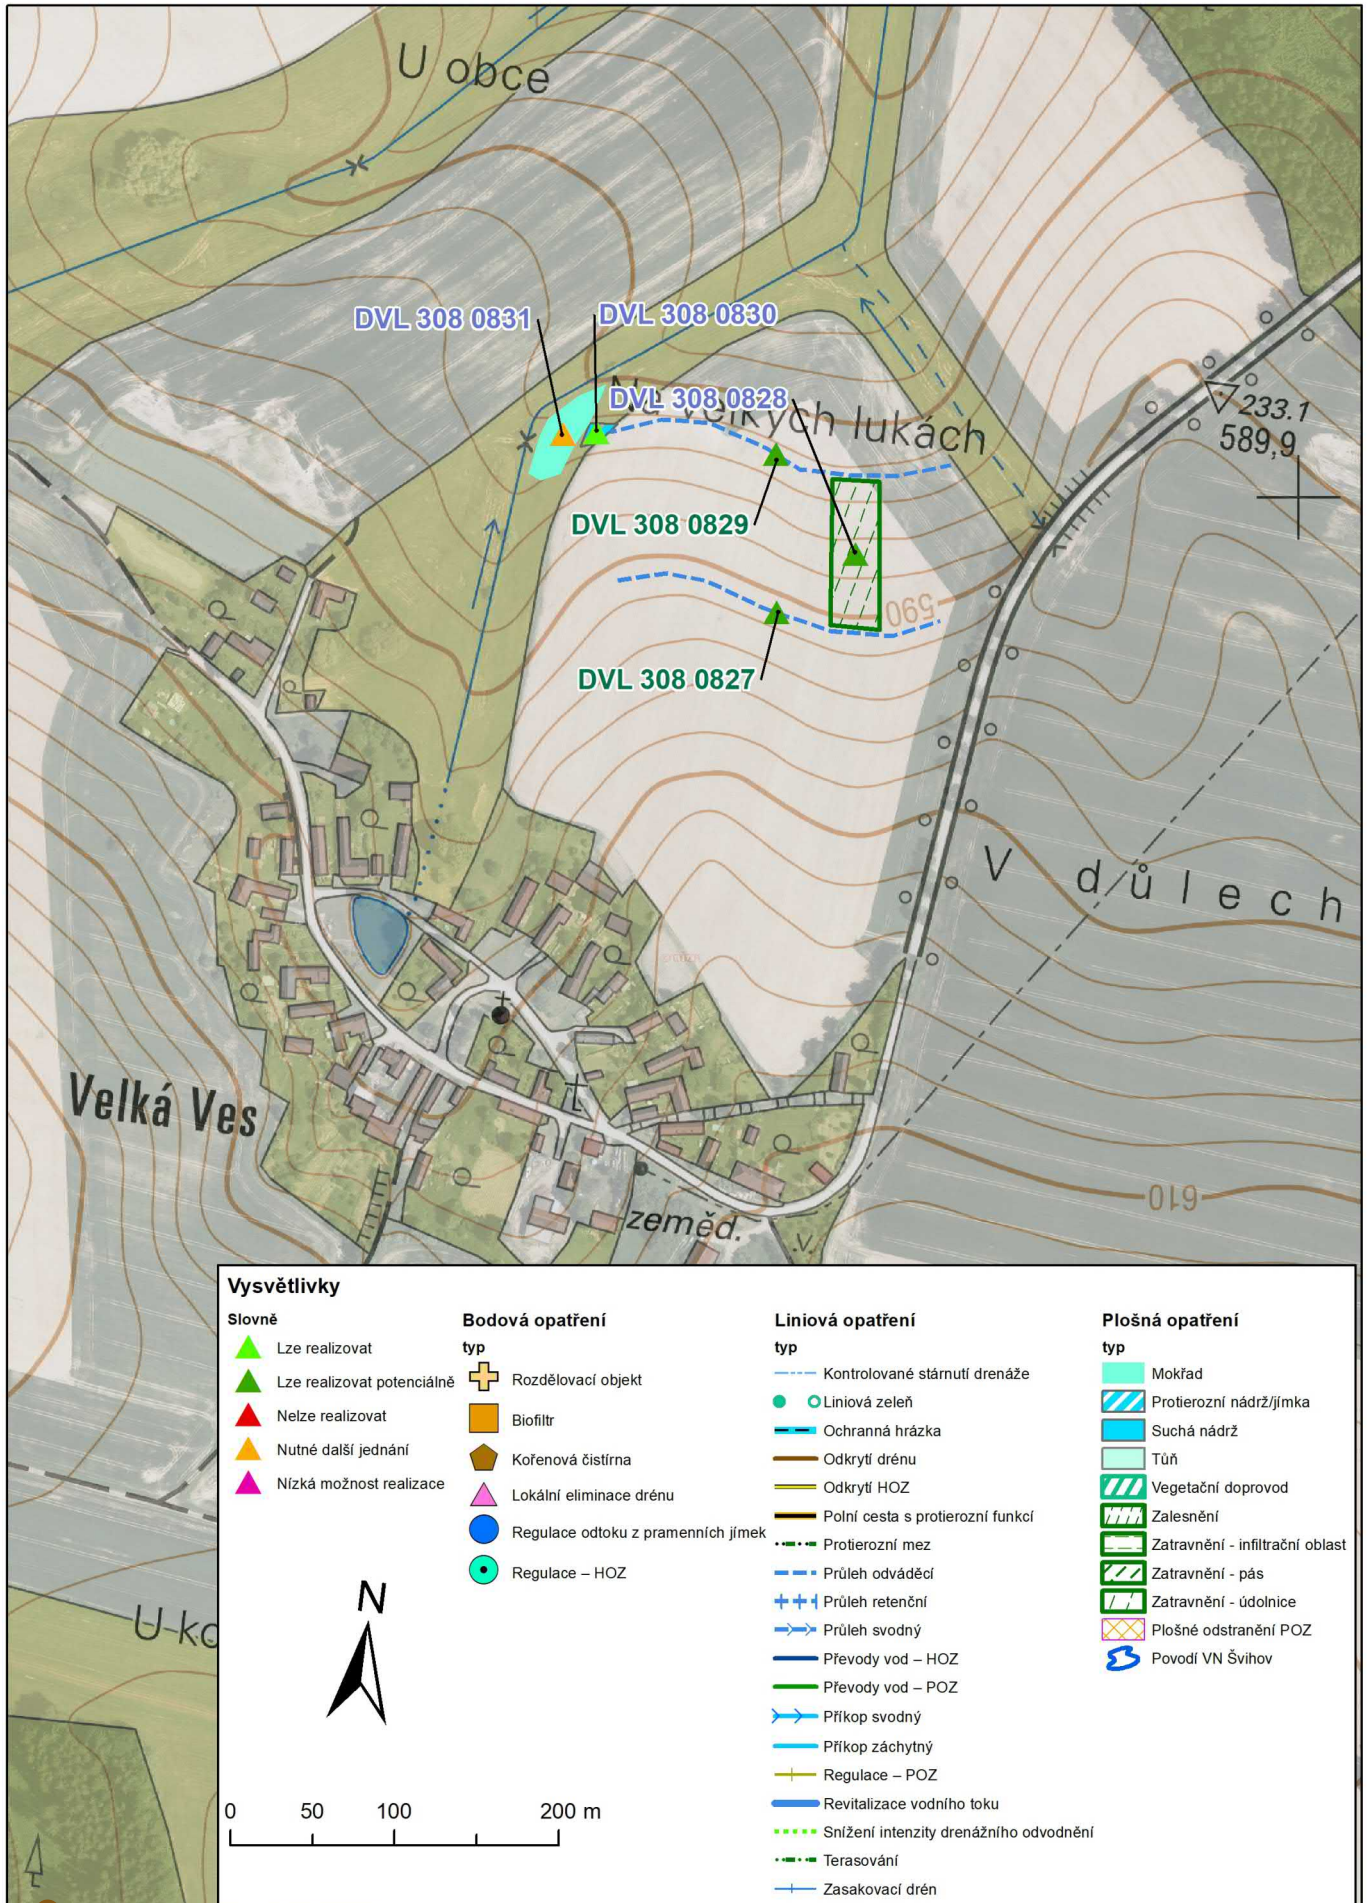 U obce
DVL 308 0831
DVL 308 0830
Na velkých lukách
DVL 308 0828
233.1
589,9
DVL 308 0829
590
DVL 308 0827
V důlech
Velká Ves
610
zeměd.
.v.
U-ko
Vysvětlivky
Slovně
Lze realizovat
Lze realizovat potenciálně
Nelze realizovat
Nutné další jednání
Nízká možnost realizace
Bodová opatření
typ
Rozdělovací objekt
Biofiltr
Kořenová čistírna
Lokální eliminace drénu
Regulace odtoku z pramenních jímek
Regulace – HOZ
Liniová opatření
typ
Kontrolované stárnutí drenáže
Liniová zeleň
Ochranná hrázka
Odkrytí drénu
Odkrytí HOZ
Polní cesta s protierozní funkcí
Protierozní mez
Průleh odváděcí
Průleh retenční
Průleh svodný
Převody vod – HOZ
Převody vod – POZ
Příkop svodný
Příkop záchytný
Regulace – POZ
Revitalizace vodního toku
Snížení intenzity drenážního odvodnění
Terasování
Zasakovací drén
Plošná opatření
typ
Mokřad
Protierozní nádrž/jímka
Suchá nádrž
Tůň
Vegetační doprovod
Zalesnění
Zatravnění - infiltrační oblast
Zatravnění - pás
Zatravnění - údolnice
Plošné odstranění POZ
Povodí VN Švihov
N
0 50 100 200 m